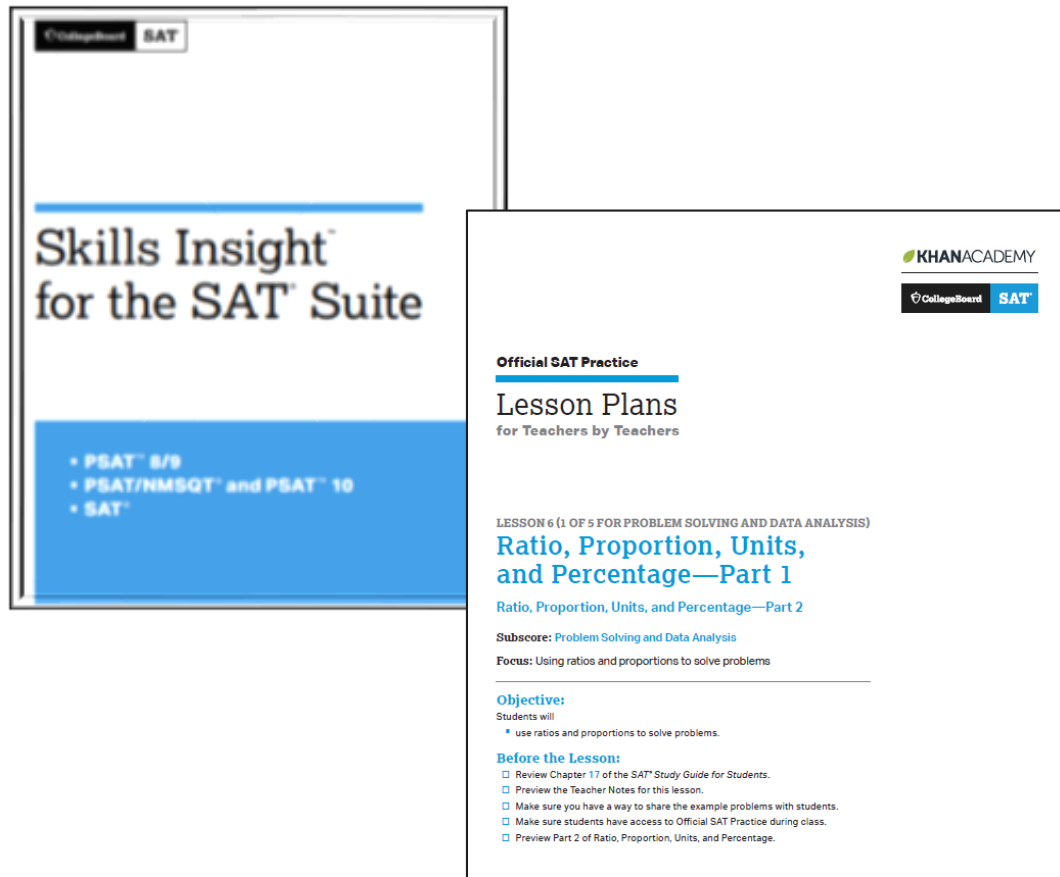 CollegeBoard SAT®
Skills Insight™
for the SAT® Suite
• PSAT™ 8/9
• PSAT/NMSQT® and PSAT™ 10
• SAT®
KHANACADEMY
CollegeBoard SAT®
Official SAT Practice
Lesson Plans
for Teachers by Teachers
LESSON 6 (1 OF 5 FOR PROBLEM SOLVING AND DATA ANALYSIS)
Ratio, Proportion, Units,
and Percentage—Part 1
Ratio, Proportion, Units, and Percentage—Part 2
Subscore: Problem Solving and Data Analysis
Focus: Using ratios and proportions to solve problems
Objective:
Students will
▪ use ratios and proportions to solve problems.
Before the Lesson:
☐ Review Chapter 17 of the SAT® Study Guide for Students.
☐ Preview the Teacher Notes for this lesson.
☐ Make sure you have a way to share the example problems with students.
☐ Make sure students have access to Official SAT Practice during class.
☐ Preview Part 2 of Ratio, Proportion, Units, and Percentage.